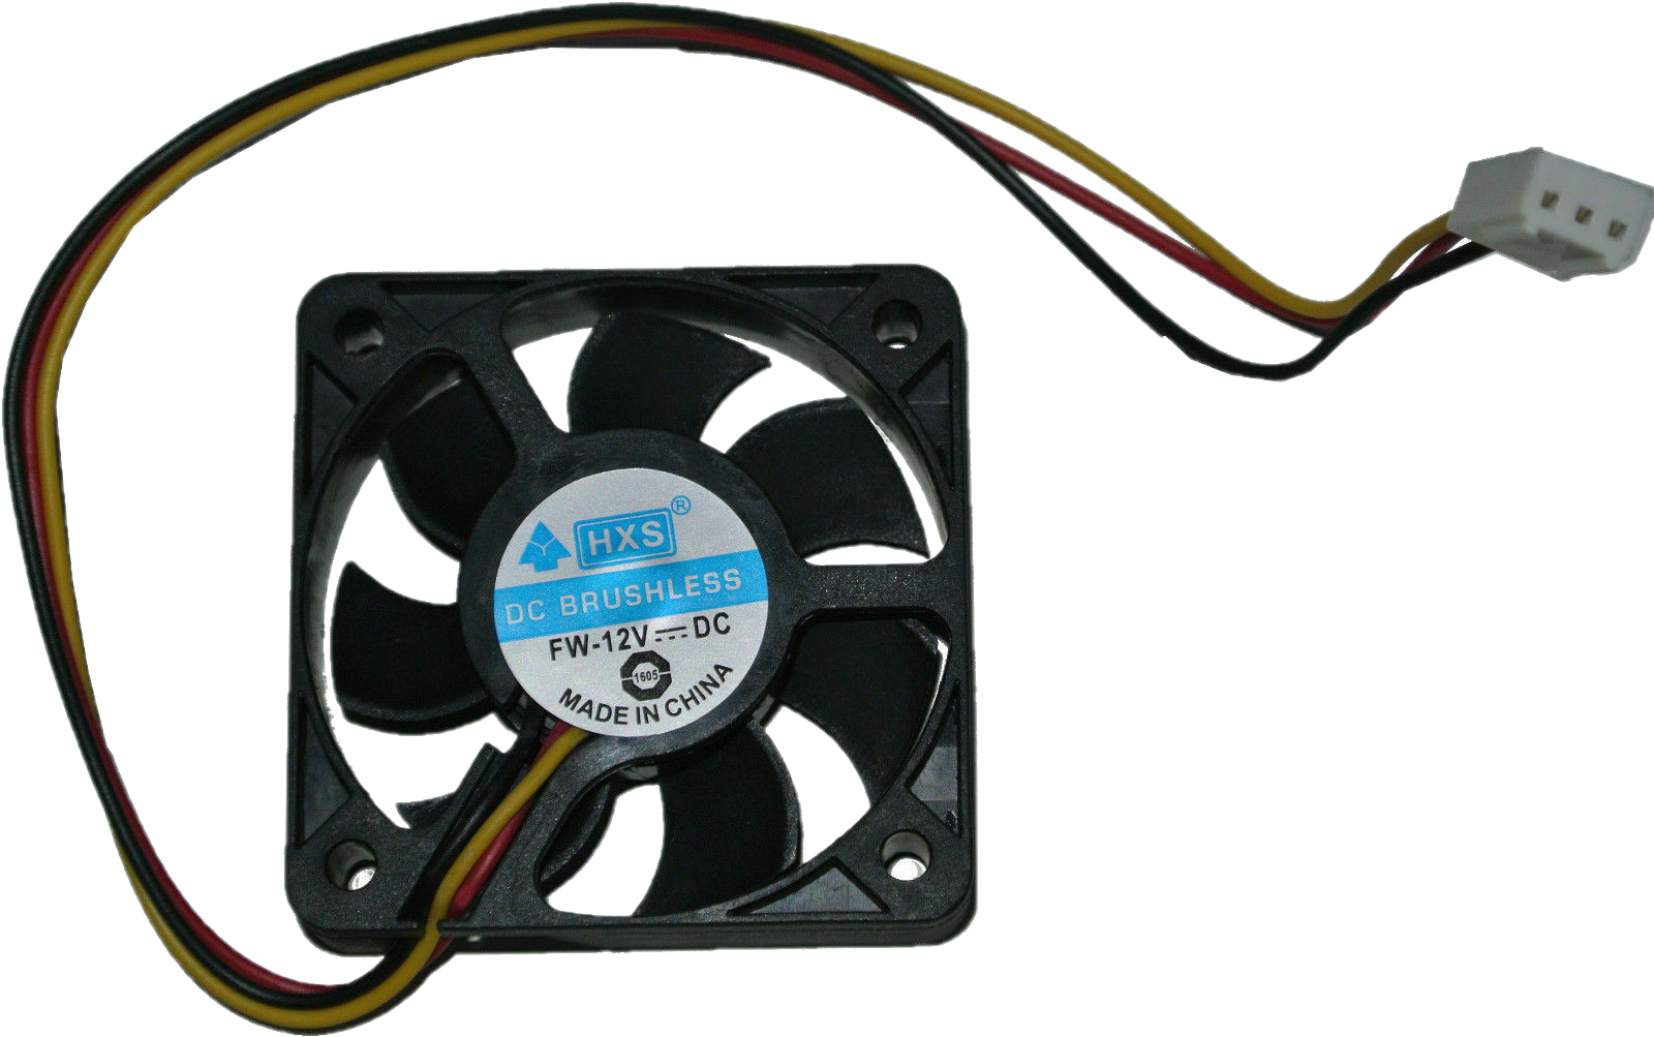 HXS®
DC BRUSHLESS
FW-12V⎓DC
1605
MADE IN CHINA